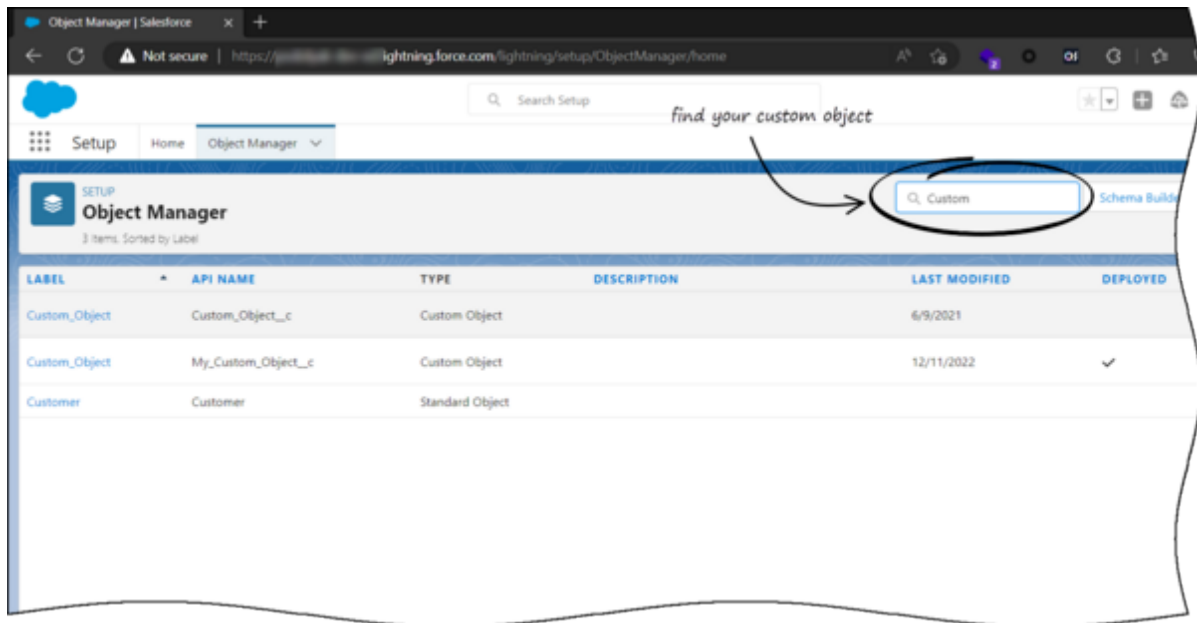 Object Manager | Salesforce
Not secure | https:// ightning.force.com/lightning/setup/ObjectManager/home
Search Setup
find your custom object
Setup Home Object Manager
SETUP
Object Manager
3 items. Sorted by Label
Custom
Schema Builde
LABEL API NAME TYPE DESCRIPTION LAST MODIFIED DEPLOYED
Custom_Object Custom_Object__c Custom Object 6/9/2021
Custom_Object My_Custom_Object__c Custom Object 12/11/2022
Customer Customer Standard Object